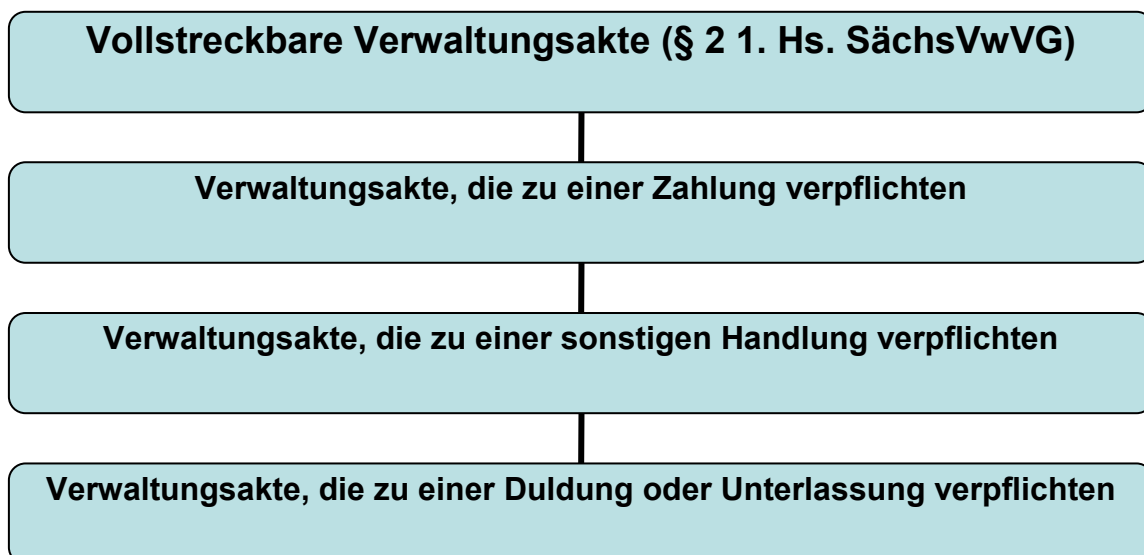 Vollstreckbare Verwaltungsakte (§ 2 1. Hs. SächsVwVG)
Verwaltungsakte, die zu einer Zahlung verpflichten
Verwaltungsakte, die zu einer sonstigen Handlung verpflichten
Verwaltungsakte, die zu einer Duldung oder Unterlassung verpflichten